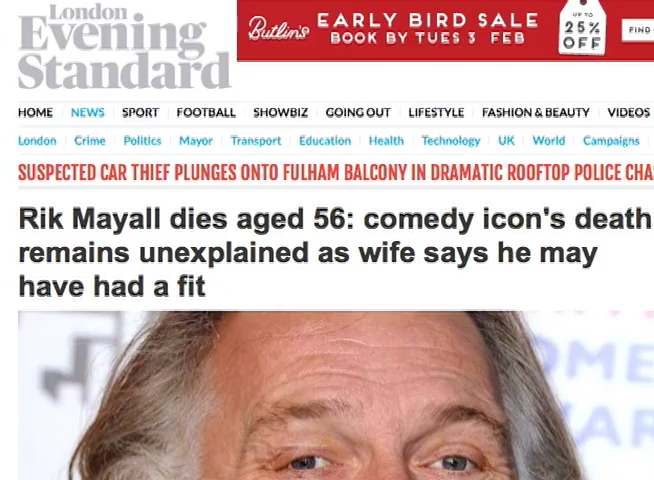 London
Evening
Standard
Butlin's
EARLY BIRD SALE
BOOK BY TUES 3 FEB
UP TO
25%
OFF
FIND
HOME NEWS SPORT FOOTBALL SHOWBIZ GOING OUT LIFESTYLE FASHION & BEAUTY VIDEOS
London Crime Politics Mayor Transport Education Health Technology UK World Campaigns
SUSPECTED CAR THIEF PLUNGES ONTO FULHAM BALCONY IN DRAMATIC ROOFTOP POLICE CHA
Rik Mayall dies aged 56: comedy icon's death
remains unexplained as wife says he may
have had a fit
OME
AR